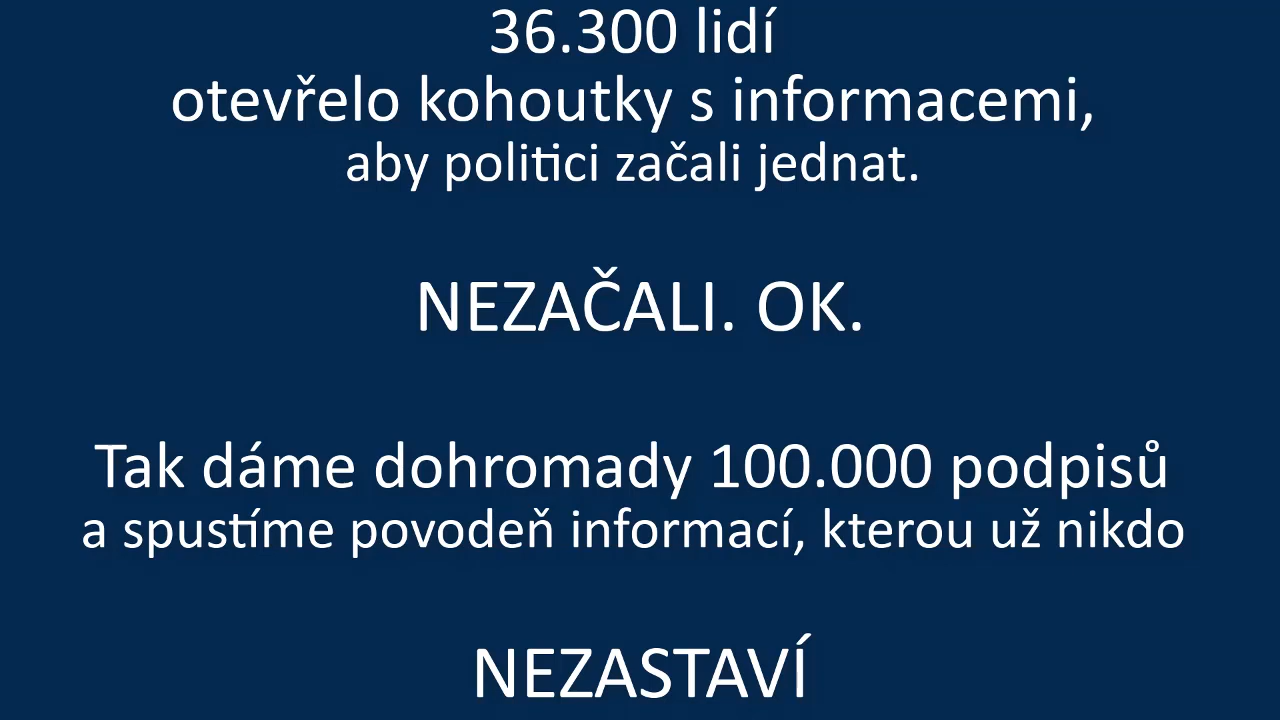 36.300 lidí
otevřelo kohoutky s informacemi,
aby politici začali jednat.
NEZAČALI. OK.
Tak dáme dohromady 100.000 podpisů
a spustíme povodeň informací, kterou už nikdo
NEZASTAVÍ